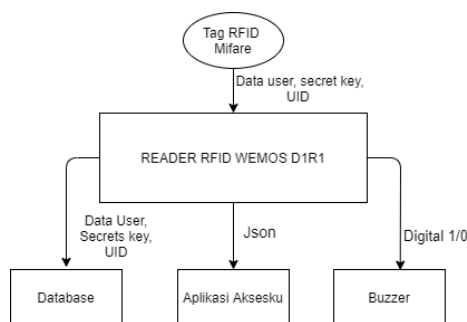 Tag RFID
Mifare
Data user, secret key,
UID
READER RFID WEMOS D1R1
Data User,
Secrets key,
UID
Json
Digital 1/0
Database
Aplikasi Aksesku
Buzzer